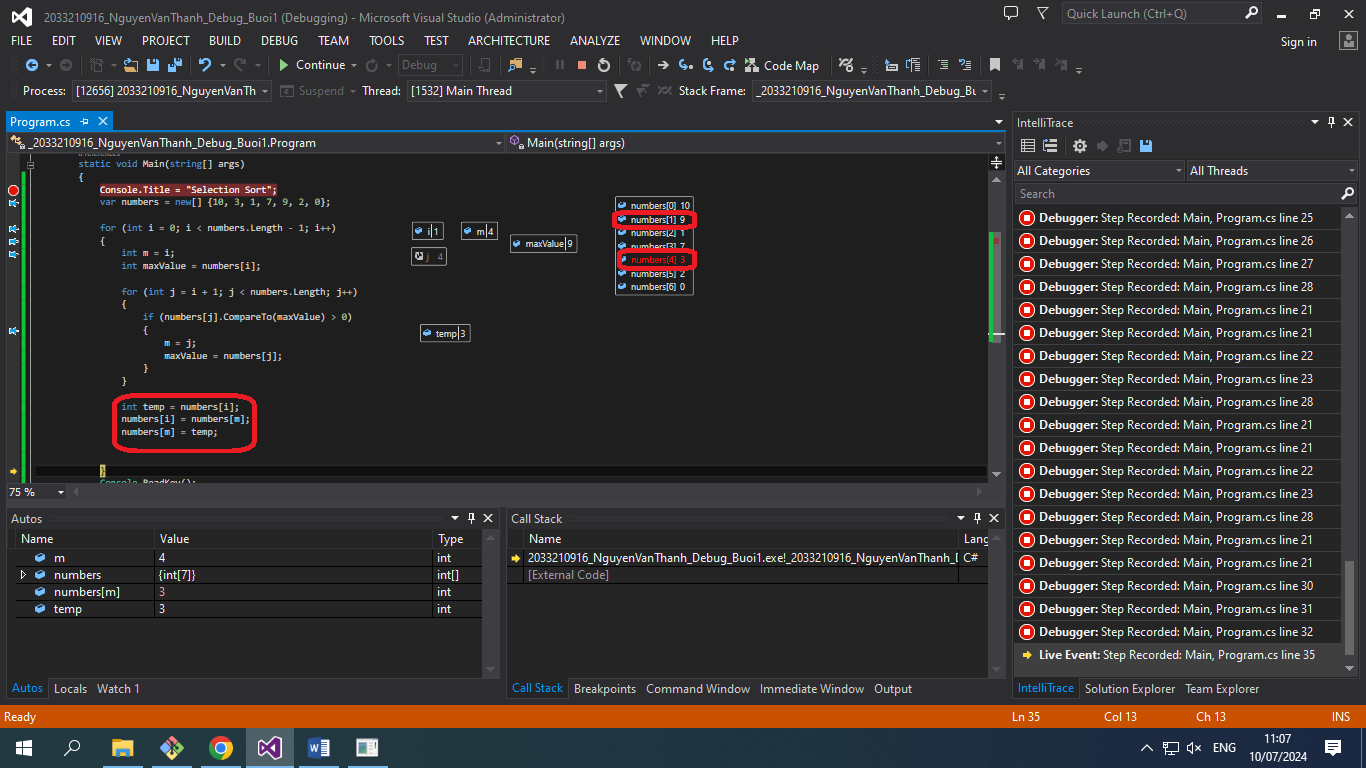 2033210916_NguyenVanThanh_Debug_Buoi1 (Debugging) - Microsoft Visual Studio (Administrator)
Quick Launch (Ctrl+Q)
FILE EDIT VIEW PROJECT BUILD DEBUG TEAM TOOLS TEST ARCHITECTURE ANALYZE WINDOW HELP
Sign in
Continue Debug Code Map
Process: [12656] 2033210916_NguyenVanTh Suspend Thread: [1532] Main Thread Stack Frame: _2033210916_NguyenVanThanh_Debug_Bu
Program.cs
_2033210916_NguyenVanThanh_Debug_Buoi1.Program Main(string[] args)
static void Main(string[] args)
{
Console.Title = "Selection Sort";
var numbers = new[] {10, 3, 1, 7, 9, 2, 0};
for (int i = 0; i < numbers.Length - 1; i++)
{
int m = i;
int maxValue = numbers[i];
for (int j = i + 1; j < numbers.Length; j++)
{
if (numbers[j].CompareTo(maxValue) > 0)
{
m = j;
maxValue = numbers[j];
}
}
int temp = numbers[i];
numbers[i] = numbers[m];
numbers[m] = temp;
}
Console.ReadKey();
i 1
m 4
maxValue 9
j 4
temp 3
numbers[0] 10
numbers[1] 9
numbers[2] 1
numbers[3] 7
numbers[4] 3
numbers[5] 2
numbers[6] 0
75 %
Autos
Name Value Type
m 4 int
numbers {int[7]} int[]
numbers[m] 3 int
temp 3 int
Autos Locals Watch 1
Call Stack
Name Lang
2033210916_NguyenVanThanh_Debug_Buoi1.exe!_2033210916_NguyenVanThanh_D C#
[External Code]
Call Stack Breakpoints Command Window Immediate Window Output
IntelliTrace
All Categories All Threads
Search
Debugger: Step Recorded: Main, Program.cs line 25
Debugger: Step Recorded: Main, Program.cs line 26
Debugger: Step Recorded: Main, Program.cs line 27
Debugger: Step Recorded: Main, Program.cs line 28
Debugger: Step Recorded: Main, Program.cs line 21
Debugger: Step Recorded: Main, Program.cs line 21
Debugger: Step Recorded: Main, Program.cs line 22
Debugger: Step Recorded: Main, Program.cs line 23
Debugger: Step Recorded: Main, Program.cs line 28
Debugger: Step Recorded: Main, Program.cs line 21
Debugger: Step Recorded: Main, Program.cs line 21
Debugger: Step Recorded: Main, Program.cs line 22
Debugger: Step Recorded: Main, Program.cs line 23
Debugger: Step Recorded: Main, Program.cs line 28
Debugger: Step Recorded: Main, Program.cs line 21
Debugger: Step Recorded: Main, Program.cs line 21
Debugger: Step Recorded: Main, Program.cs line 30
Debugger: Step Recorded: Main, Program.cs line 31
Debugger: Step Recorded: Main, Program.cs line 32
Live Event: Step Recorded: Main, Program.cs line 35
IntelliTrace Solution Explorer Team Explorer
Ready Ln 35 Col 13 Ch 13 INS
ENG
11:07
10/07/2024